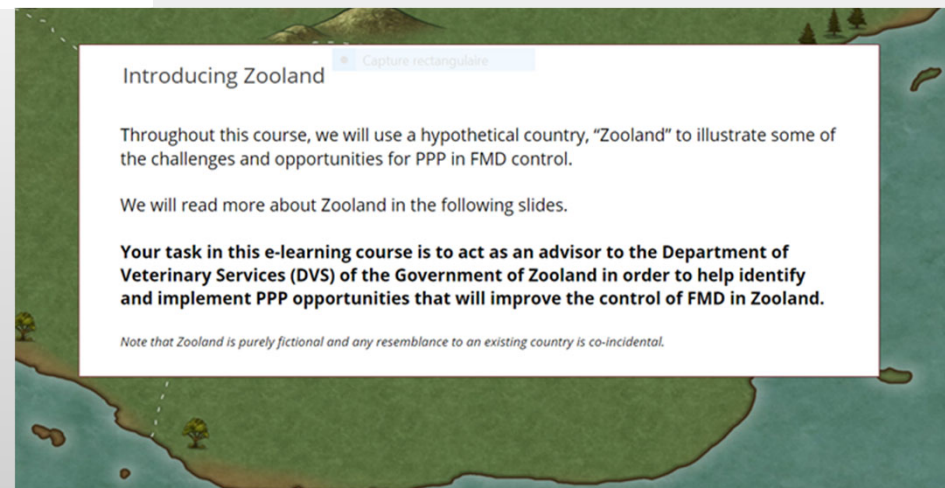 Introducing Zooland
Capture rectangulaire
Throughout this course, we will use a hypothetical country, “Zooland” to illustrate some of
the challenges and opportunities for PPP in FMD control.
We will read more about Zooland in the following slides.
Your task in this e-learning course is to act as an advisor to the Department of
Veterinary Services (DVS) of the Government of Zooland in order to help identify
and implement PPP opportunities that will improve the control of FMD in Zooland.
Note that Zooland is purely fictional and any resemblance to an existing country is co-incidental.